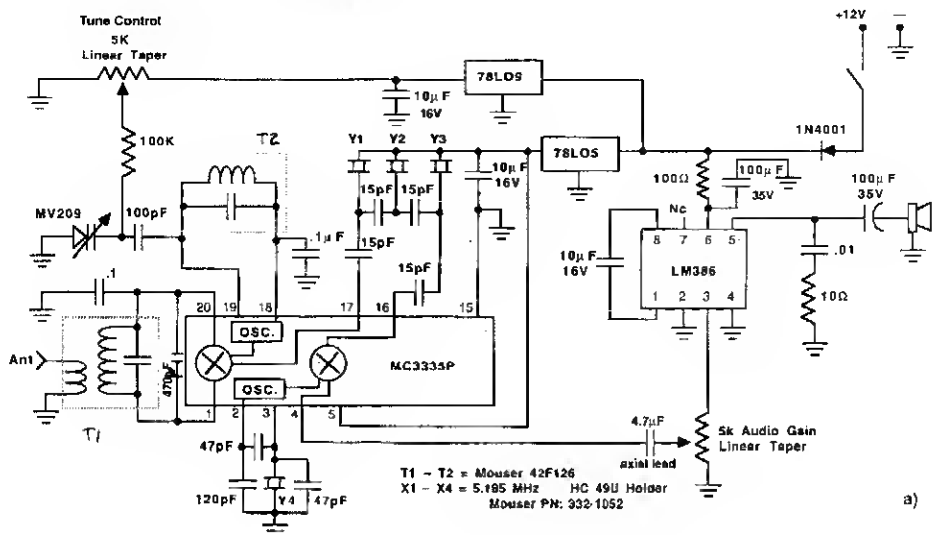 Tune Control
5K
Linear Taper
+12V
–
78LO9
10µF
16V
1N4001
100K
T2
Y1
Y2
Y3
78LO5
10µF
16V
100Ω
100µF
35V
100µF
35V
MV209
100pF
15pF
15pF
.1µF
15pF
15pF
10µF
16V
Nc
8
7
6
5
LM386
1
2
3
4
.01
10Ω
.1
Ant
T1
470pF
20
19
18
17
16
15
OSC.
MC3335P
OSC.
1
2
3
4
5
47pF
120pF
Y4
47pF
4.7µF
axial lead
5k Audio Gain
Linear Taper
T1 – T2 = Mouser 42F126
X1 – X4 = 5.185 MHz HC 49U Holder
Mouser PN: 332-1052
a)